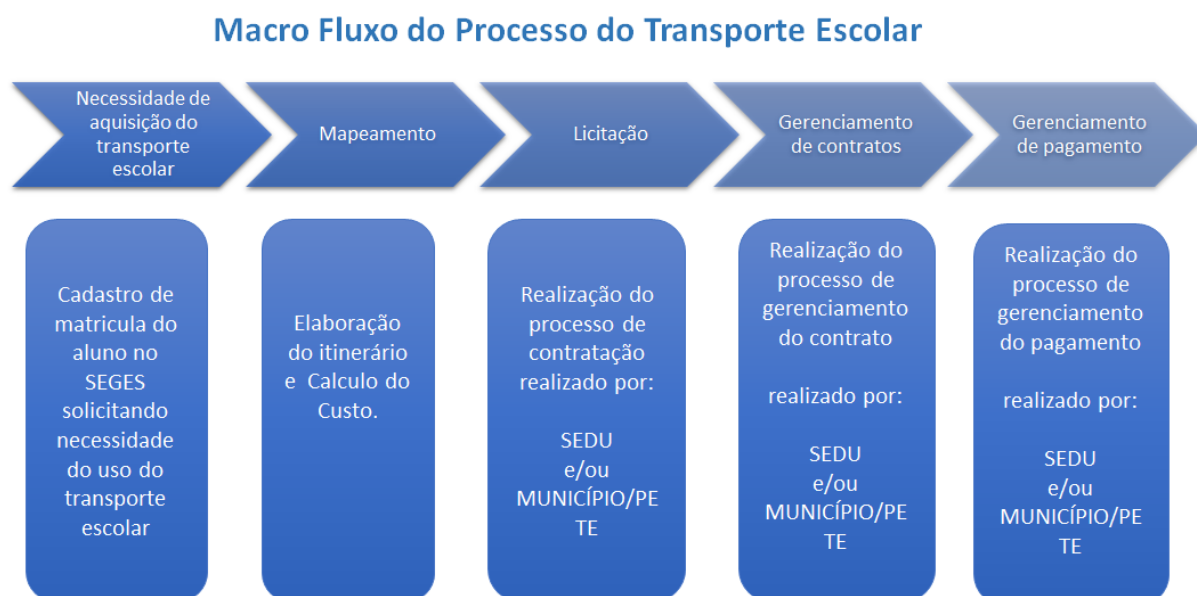 Macro Fluxo do Processo do Transporte Escolar
Necessidade de
aquisição do
transporte
escolar
Mapeamento
Licitação
Gerenciamento
de contratos
Gerenciamento
de pagamento
Cadastro de
matricula do
aluno no
SEGES
solicitando
necessidade
do uso do
transporte
escolar
Elaboração
do itinerário
e Calculo do
Custo.
Realização do
processo de
contratação
realizado por:
SEDU
e/ou
MUNICÍPIO/PE
TE
Realização do
processo de
gerenciamento
do contrato
realizado por:
SEDU
e/ou
MUNICÍPIO/PE
TE
Realização do
processo de
gerenciamento
do pagamento
realizado por:
SEDU
e/ou
MUNICÍPIO/PE
TE